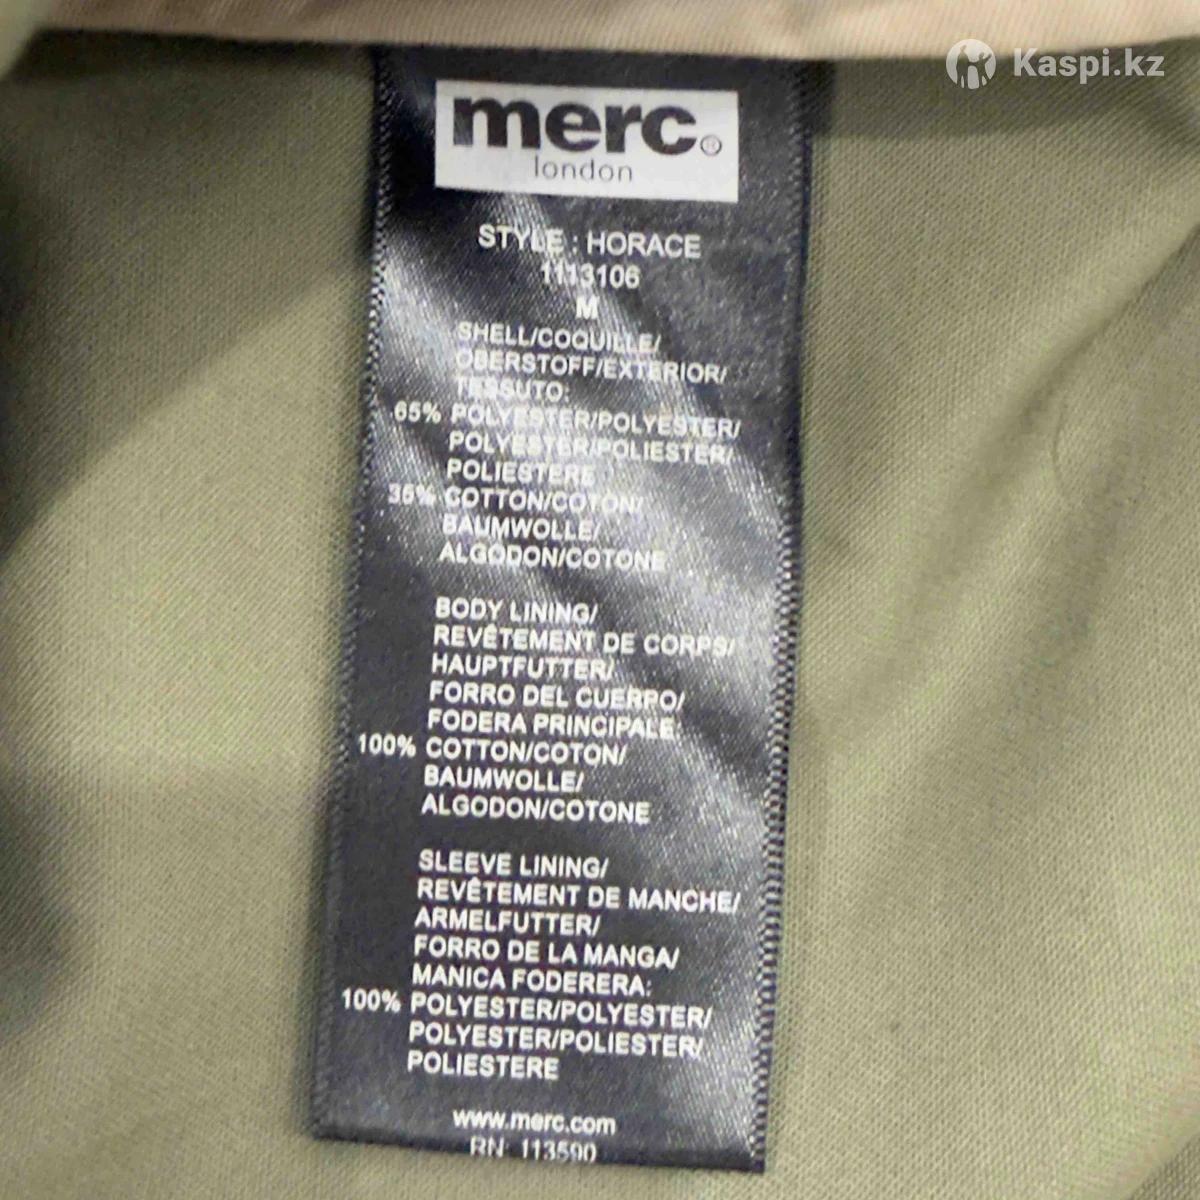 Kaspi.kz
merc.®
london
STYLE : HORACE
1113106
M
SHELL/COQUILLE/
OBERSTOFF/EXTERIOR/
TESSUTO:
65% POLYESTER/POLYESTER/
POLYESTER/POLIESTER/
POLIESTERE
35% COTTON/COTON/
BAUMWOLLE/
ALGODON/COTONE
BODY LINING/
REVÊTEMENT DE CORPS/
HAUPTFUTTER/
FORRO DEL CUERPO/
FODERA PRINCIPALE:
100% COTTON/COTON/
BAUMWOLLE/
ALGODON/COTONE
SLEEVE LINING/
REVÊTEMENT DE MANCHE/
ARMELFUTTER/
FORRO DE LA MANGA/
MANICA FODERERA:
100% POLYESTER/POLYESTER/
POLYESTER/POLIESTER/
POLIESTERE
www.merc.com
RN: 113590